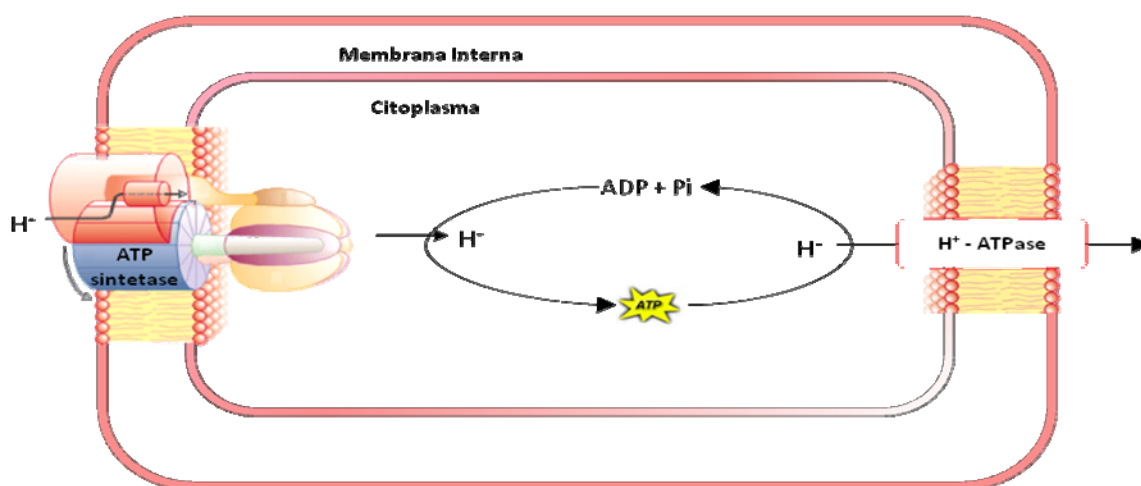 Membrana Interna
Citoplasma
ADP + Pi
H⁺
ATP
sintetase
H⁻
H⁻
H⁺ - ATPase
ATP